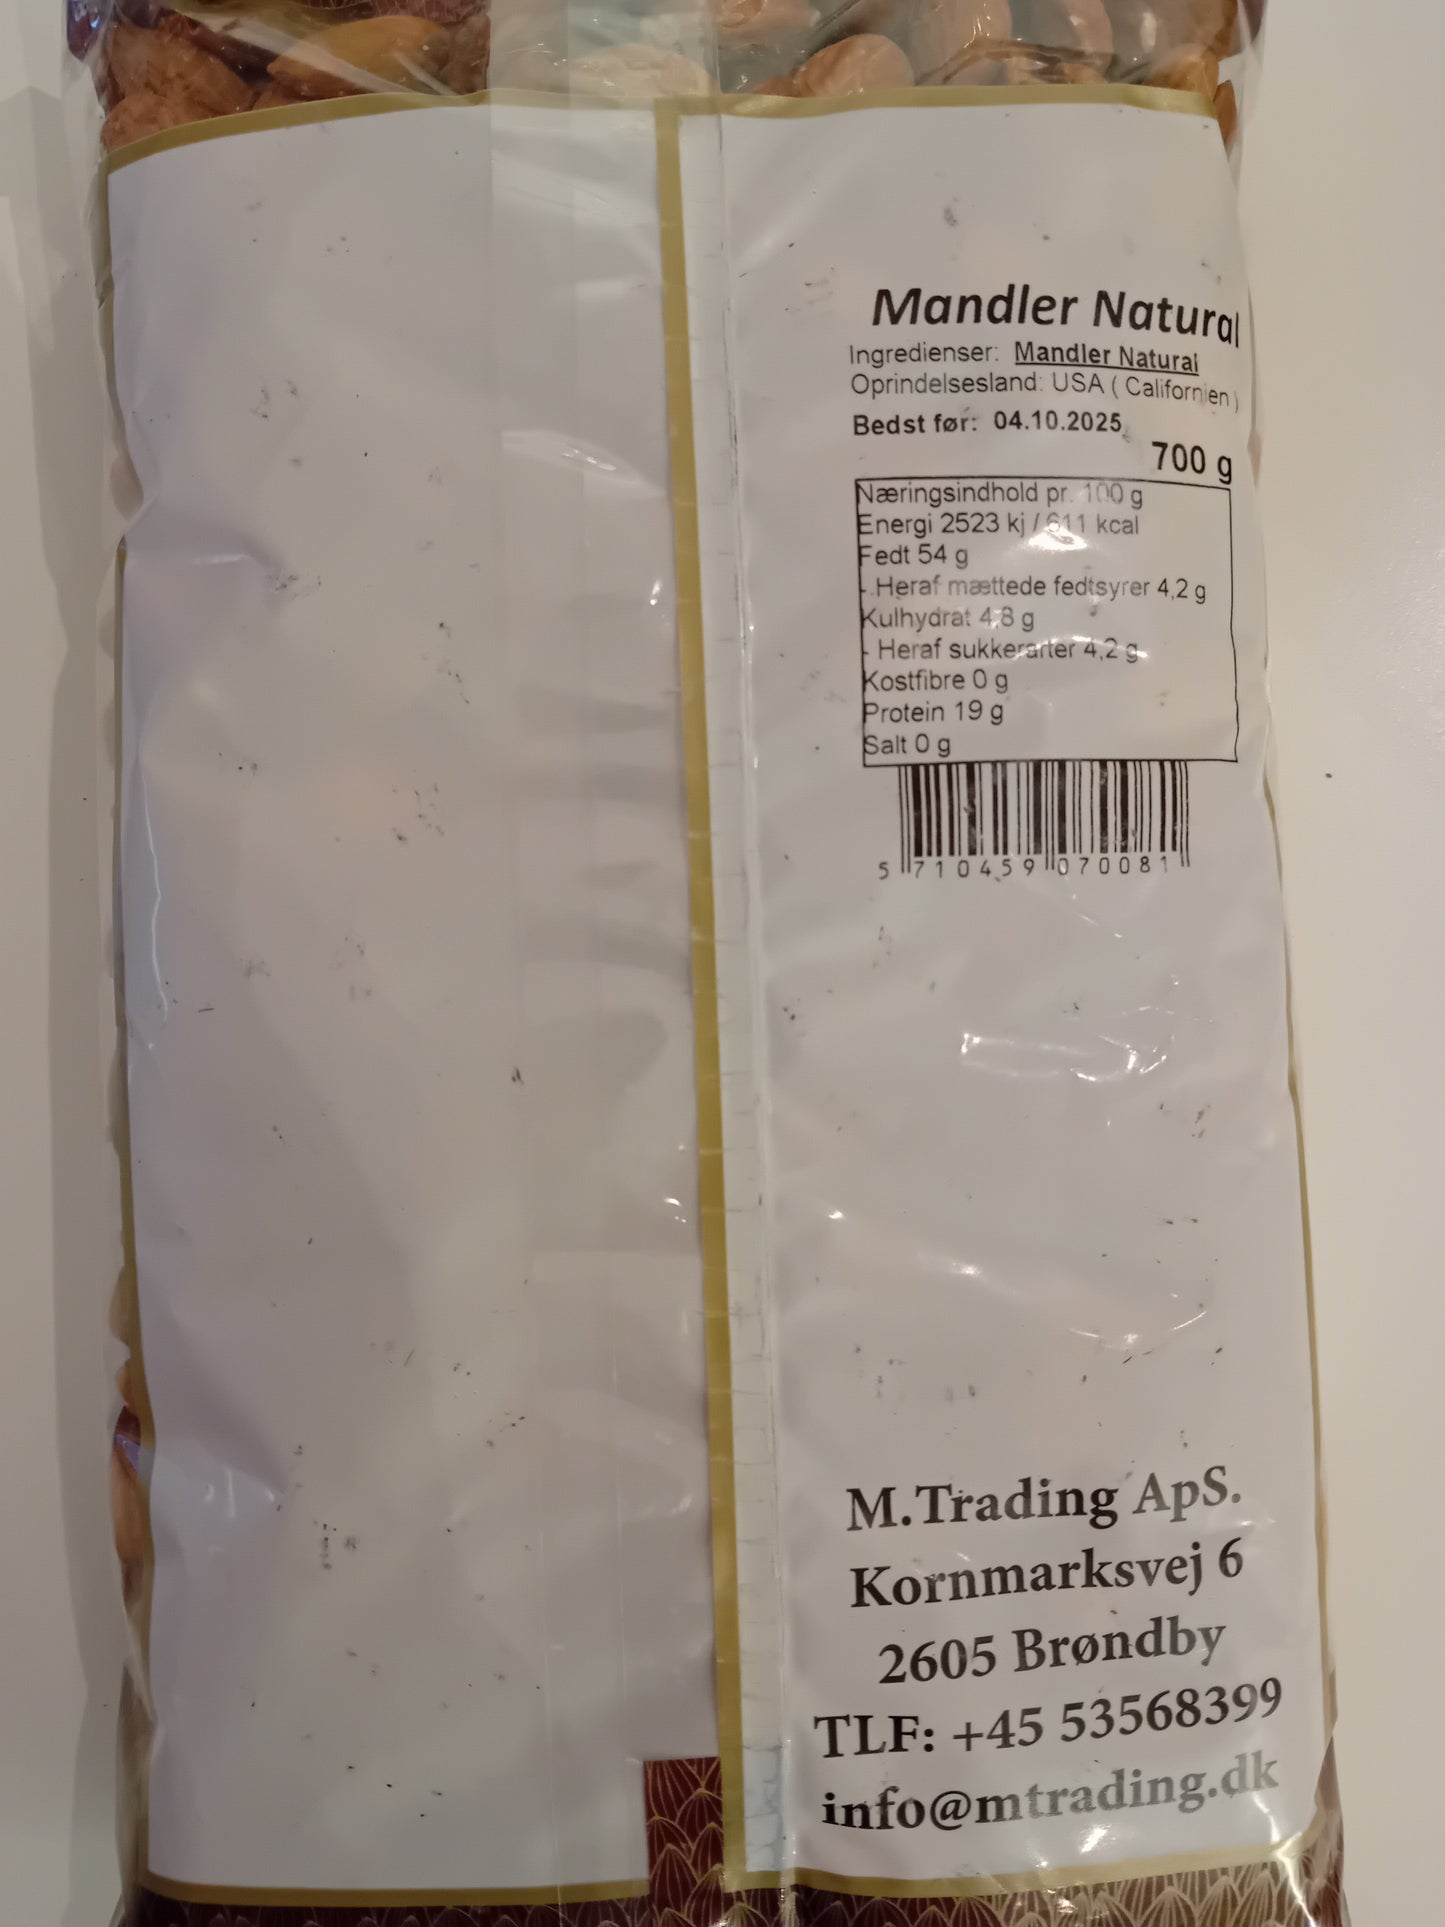 Mandler Natural
Ingredienser: Mandler Natural
Oprindelsesland: USA ( Californien )
Bedst før: 04.10.2025
700 g
Næringsindhold pr. 100 g
Energi 2523 kj / 611 kcal
Fedt 54 g
- Heraf mættede fedtsyrer 4,2 g
Kulhydrat 4,8 g
- Heraf sukkerarter 4,2 g
Kostfibre 0 g
Protein 19 g
Salt 0 g
5 710459 070081
M.Trading ApS.
Kornmarksvej 6
2605 Brøndby
TLF: +45 53568399
info@mtrading.dk